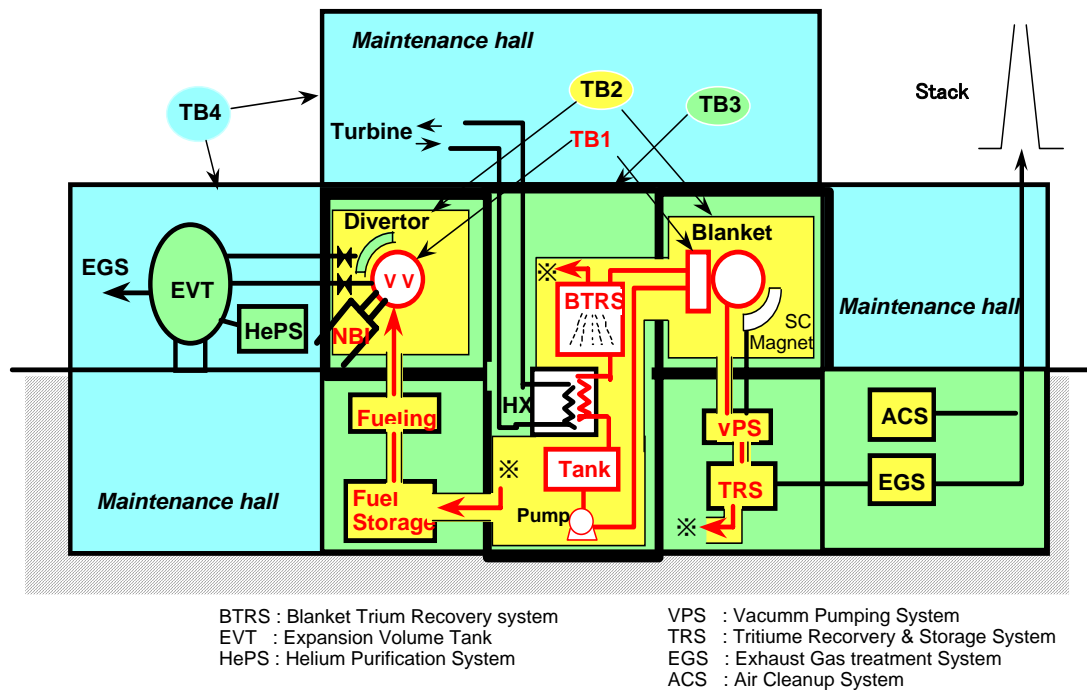 Maintenance hall
TB2
TB3
TB4
Stack
Turbine
TB1
Divertor
Blanket
EGS
※
V V
EVT
BTRS
Maintenance hall
SC
Magnet
HePS
NBI
HX
Fueling
vPS
ACS
※
Tank
TRS
EGS
Maintenance hall
Fuel
Storage
Pump
※
BTRS : Blanket Trium Recovery system
EVT : Expansion Volume Tank
HePS : Helium Purification System
VPS : Vacumm Pumping System
TRS : Tritiume Recorvery & Storage System
EGS : Exhaust Gas treatment System
ACS : Air Cleanup System